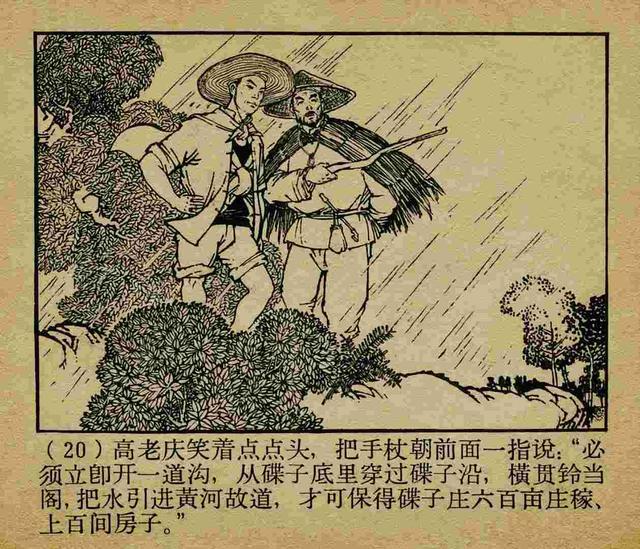 （20）高老庆笑着点点头，把手杖朝前面一指说：“必
须立即开一道沟，从碟子底里穿过碟子沿，横贯铃当
阁，把水引进黄河故道，才可保得碟子庄六百亩庄稼、
上百间房子。”